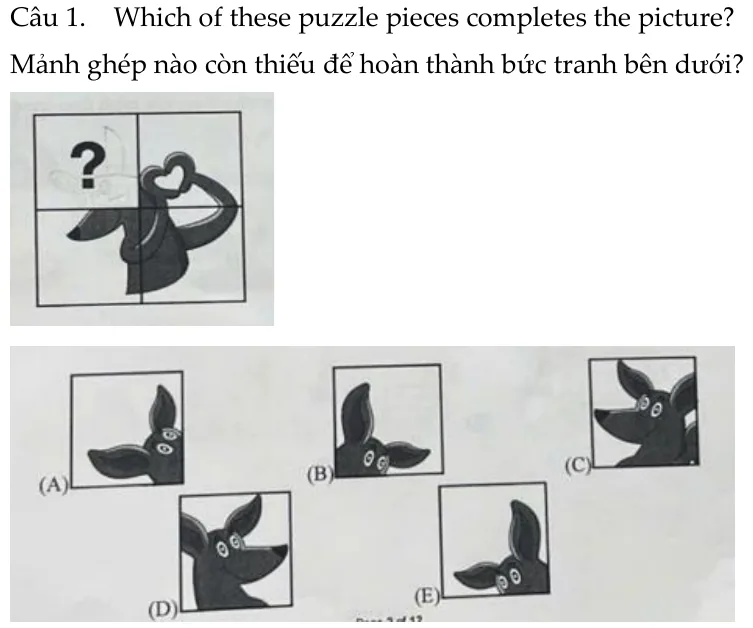 Câu 1. Which of these puzzle pieces completes the picture?
Mảnh ghép nào còn thiếu để hoàn thành bức tranh bên dưới?
?
(A)
(B)
(C)
(D)
(E)